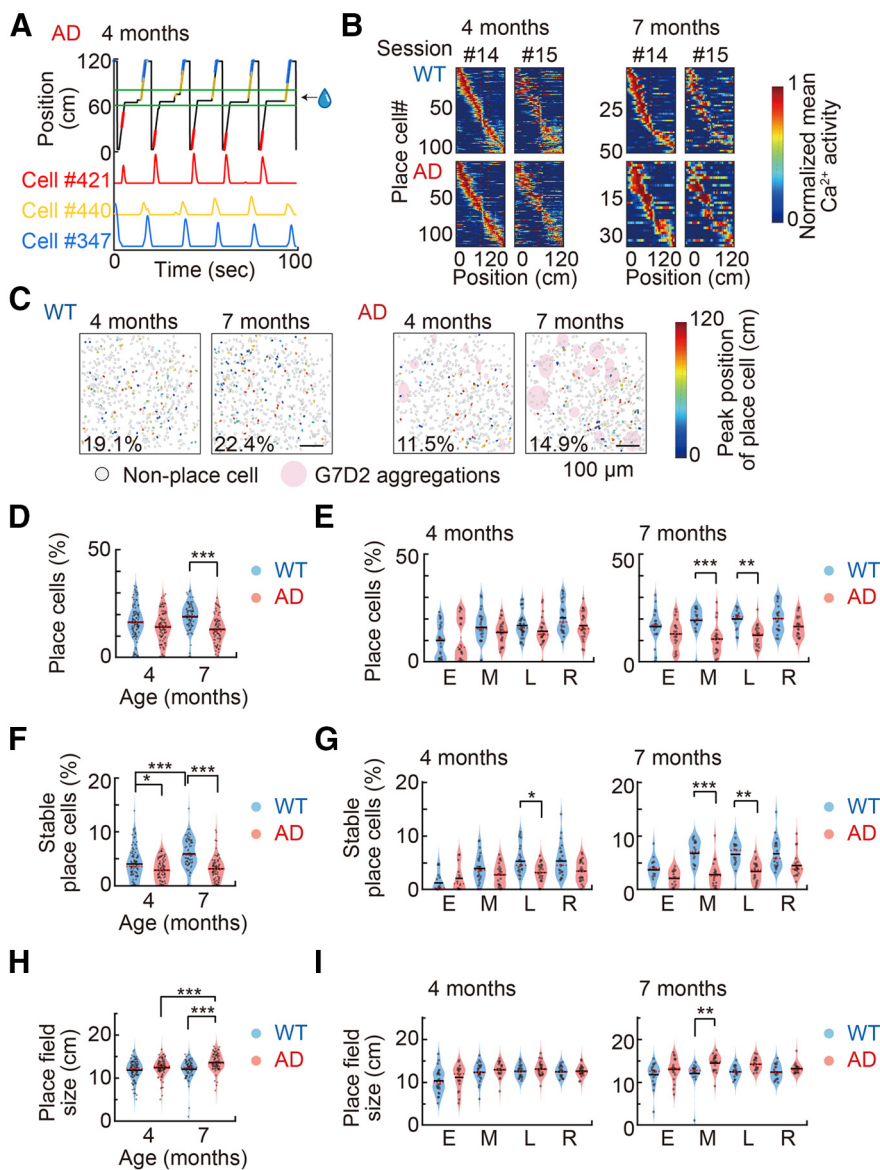 A
AD 4 months
Position
(cm)
120
60
0
Cell #421
Cell #440
Cell #347
0
100
Time (sec)
B
4 months
7 months
Session
#14
#15
#14
#15
WT
AD
Place cell#
50
100
50
100
25
50
15
30
0 120
0 120
0 120
0 120
Position (cm)
Position (cm)
1
0
Normalized mean
Ca²⁺ activity
C
WT
4 months
7 months
AD
4 months
7 months
19.1%
22.4%
11.5%
14.9%
Non-place cell
G7D2 aggregations
100 µm
120
0
Peak position
of place cell (cm)
D
Place cells (%)
50
0
***
WT
AD
4
7
Age (months)
E
4 months
7 months
Place cells (%)
50
0
50
0
***
**
WT
AD
E M L R
E M L R
F
Stable
place cells (%)
20
10
0
***
*
***
WT
AD
4
7
Age (months)
G
4 months
7 months
Stable
place cells (%)
20
10
0
20
10
0
*
***
**
WT
AD
E M L R
E M L R
H
Place field
size (cm)
20
10
0
***
***
WT
AD
4
7
Age (months)
I
4 months
7 months
Place field
size (cm)
20
10
0
20
10
0
**
WT
AD
E M L R
E M L R